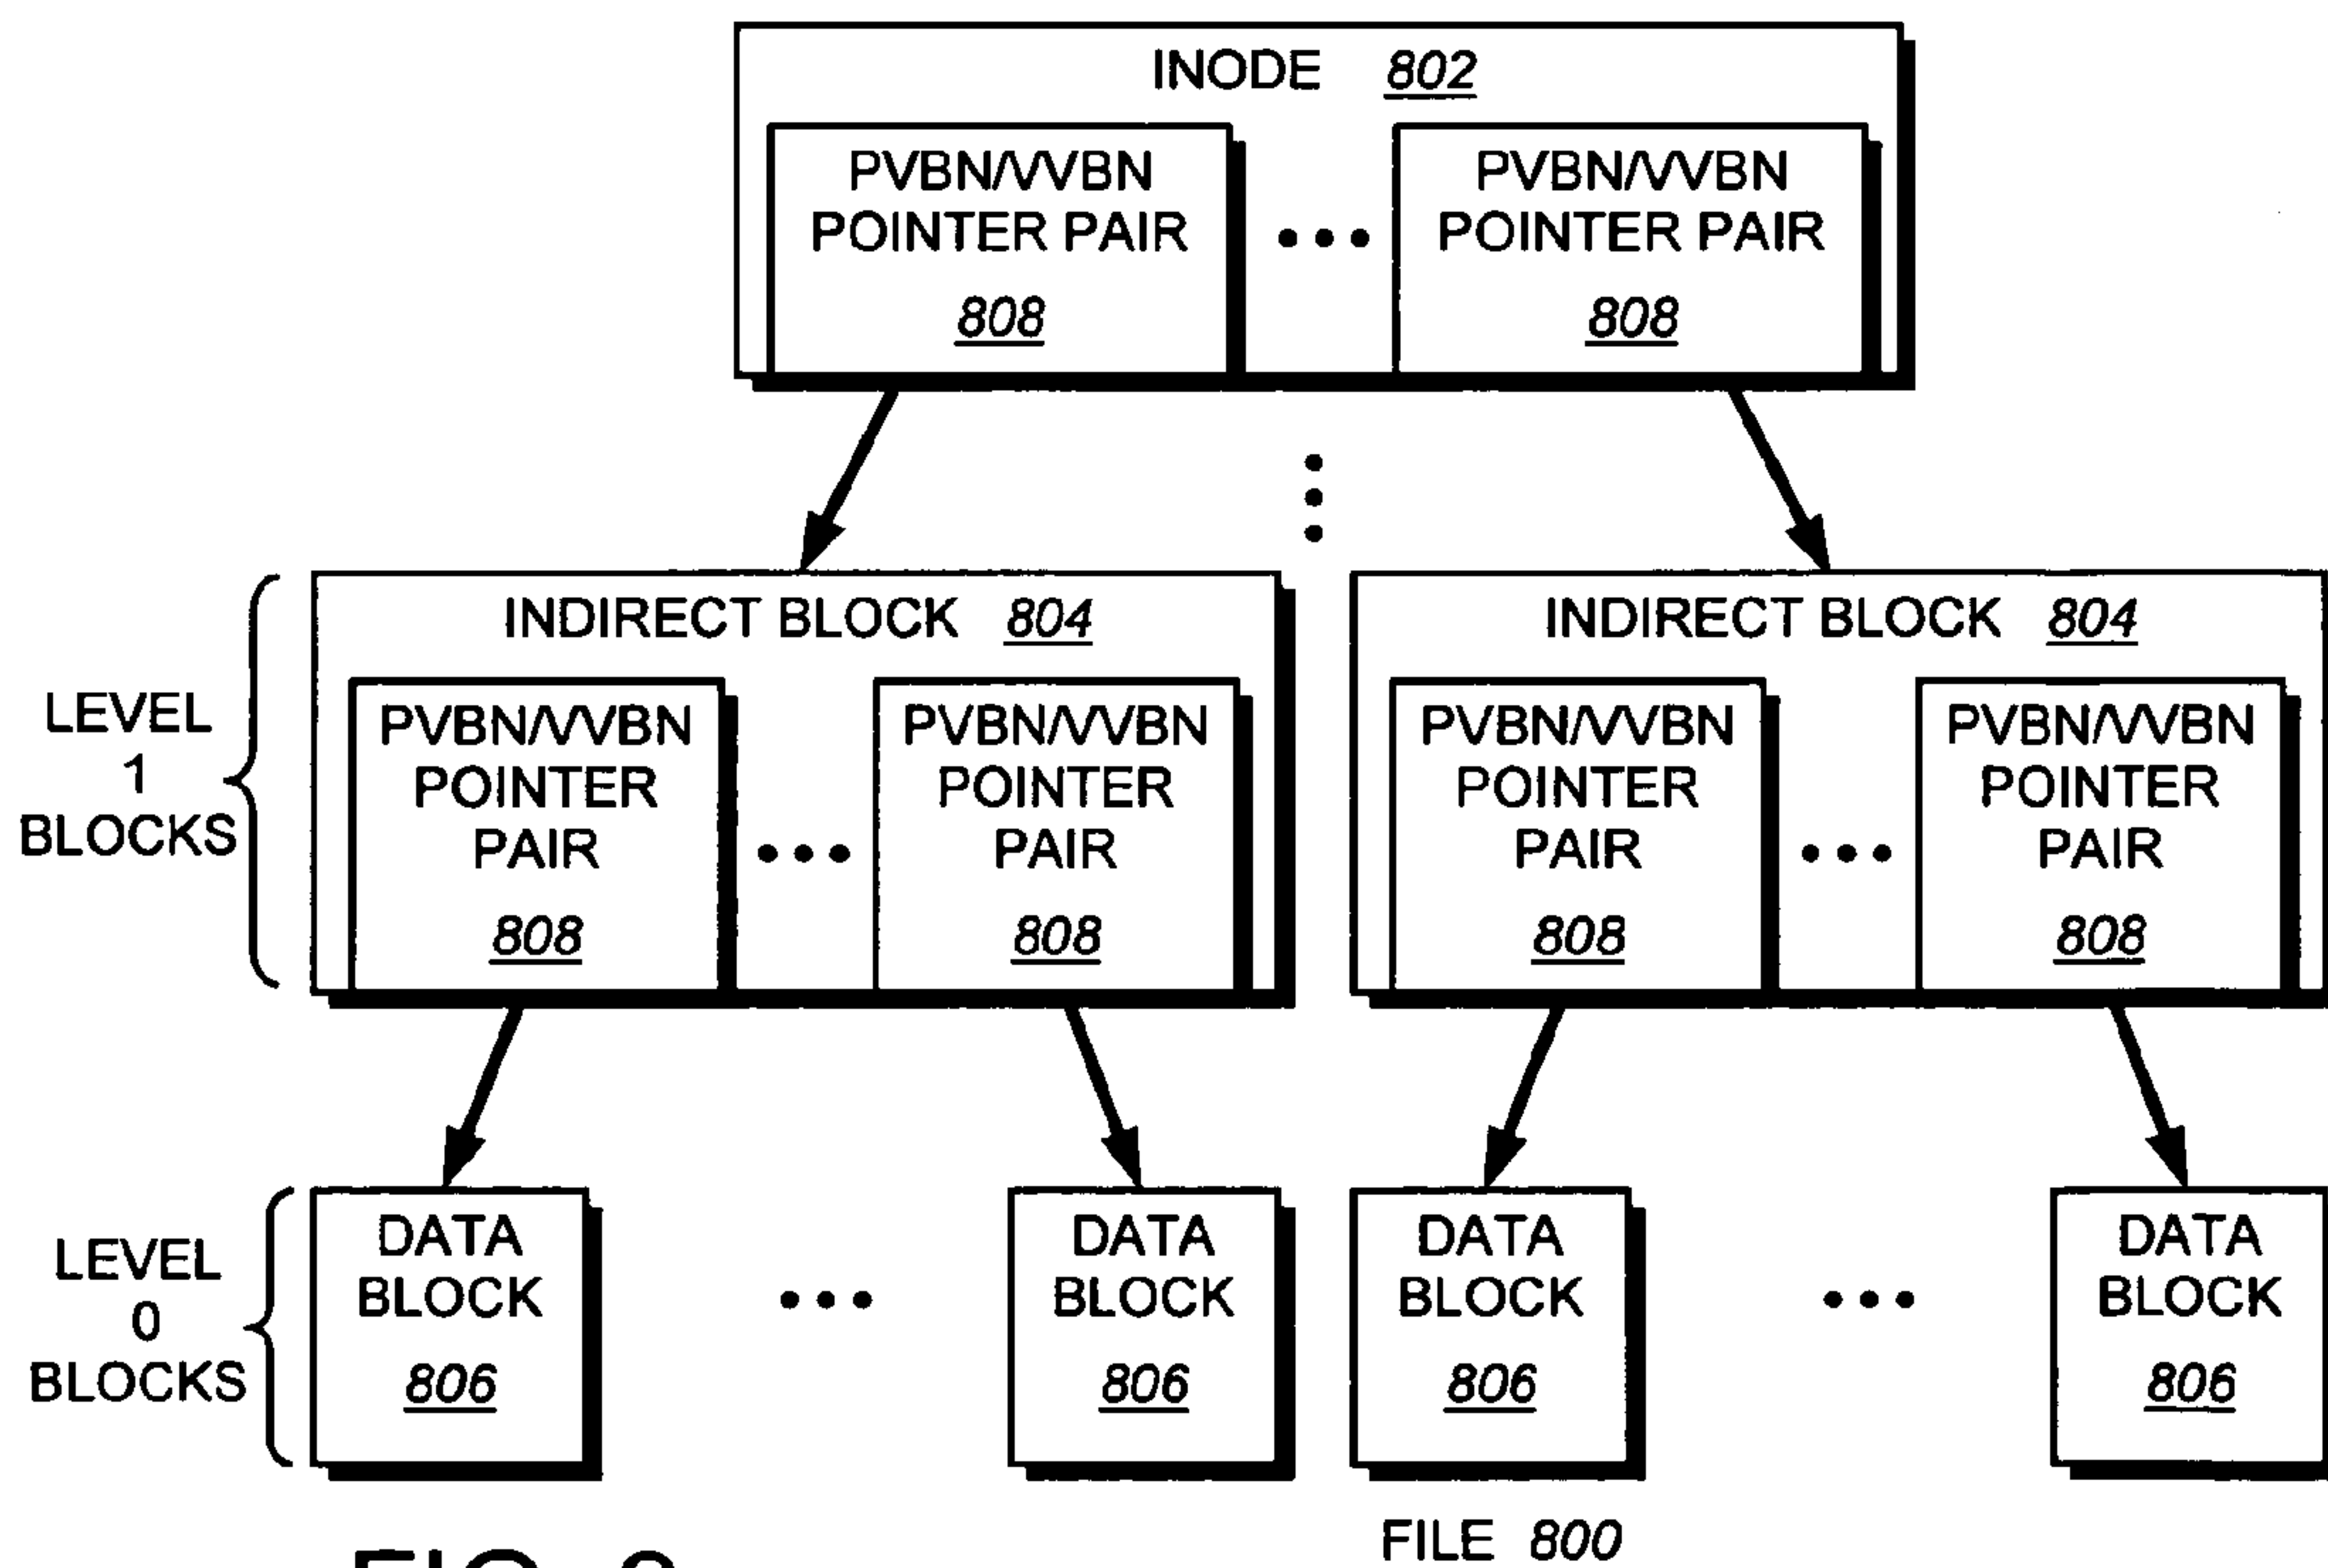 INODE 802
PVBN/VVBN
POINTER PAIR
808
PVBN/VVBN
POINTER PAIR
808
LEVEL
1
BLOCKS
INDIRECT BLOCK 804
PVBN/VVBN
POINTER
PAIR
808
PVBN/VVBN
POINTER
PAIR
808
INDIRECT BLOCK 804
PVBN/VVBN
POINTER
PAIR
808
PVBN/VVBN
POINTER
PAIR
808
LEVEL
0
BLOCKS
DATA
BLOCK
806
DATA
BLOCK
806
DATA
BLOCK
806
DATA
BLOCK
806
FILE 800
FIG.